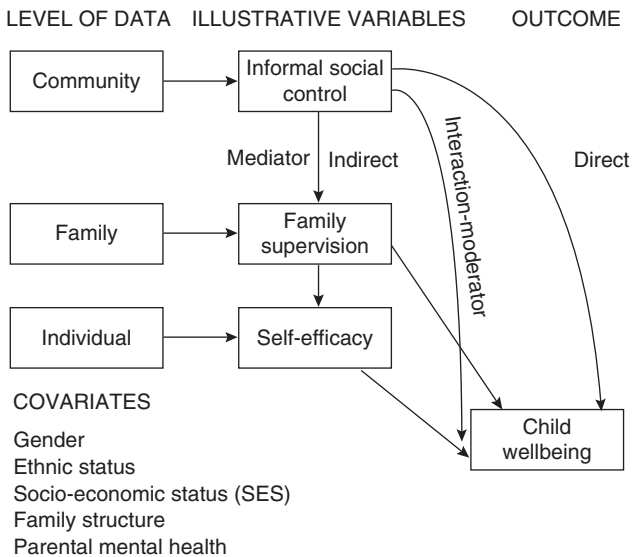 LEVEL OF DATA ILLUSTRATIVE VARIABLES OUTCOME
Community
Informal social
control
Mediator Indirect
Interaction-moderator
Direct
Family
Family
supervision
Individual
Self-efficacy
COVARIATES
Child
wellbeing
Gender
Ethnic status
Socio-economic status (SES)
Family structure
Parental mental health